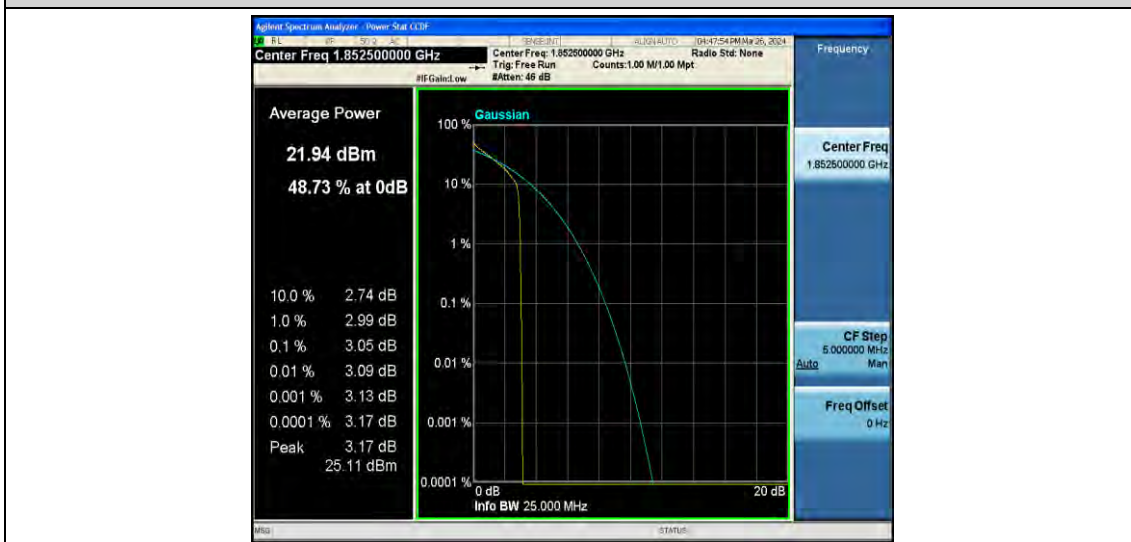 Agilent Spectrum Analyzer - Power Stat CCDF
RL RF 50 Ω AC SENSE:INT ALIGN AUTO 04:47:54 PM Mar 26, 2024
Center Freq 1.852500000 GHz
Center Freq: 1.852500000 GHz Radio Std: None
Trig: Free Run Counts:1.00 M/1.00 Mpt
#IFGain:Low #Atten: 46 dB
Frequency
Average Power
21.94 dBm
48.73 % at 0dB
10.0 % 2.74 dB
1.0 % 2.99 dB
0.1 % 3.05 dB
0.01 % 3.09 dB
0.001 % 3.13 dB
0.0001 % 3.17 dB
Peak 3.17 dB
25.11 dBm
Gaussian
100 %
10 %
1 %
0.1 %
0.01 %
0.001 %
0.0001 %
0 dB 20 dB
Info BW 25.000 MHz
Center Freq
1.852500000 GHz
CF Step
5.000000 MHz
Auto Man
Freq Offset
0 Hz
MSG STATUS